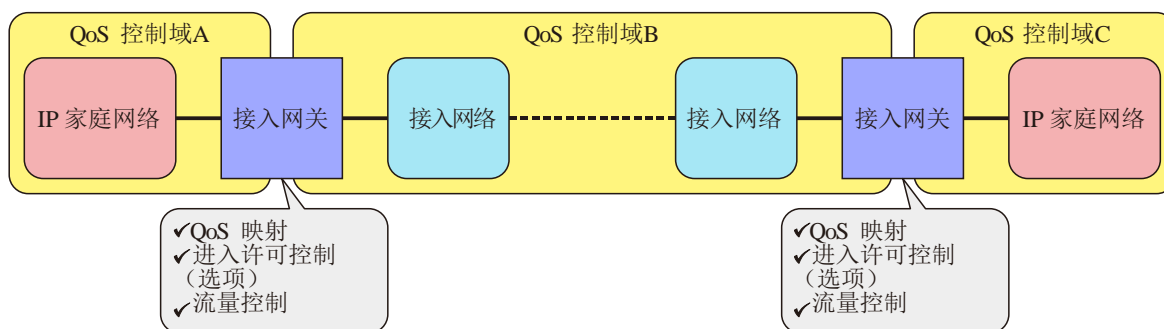 QoS 控制域A
QoS 控制域B
QoS 控制域C
IP 家庭网络
接入网关
接入网络
接入网络
接入网关
IP 家庭网络
✓QoS 映射
✓进入许可控制
（选项）
✓流量控制
✓QoS 映射
✓进入许可控制
（选项）
✓流量控制